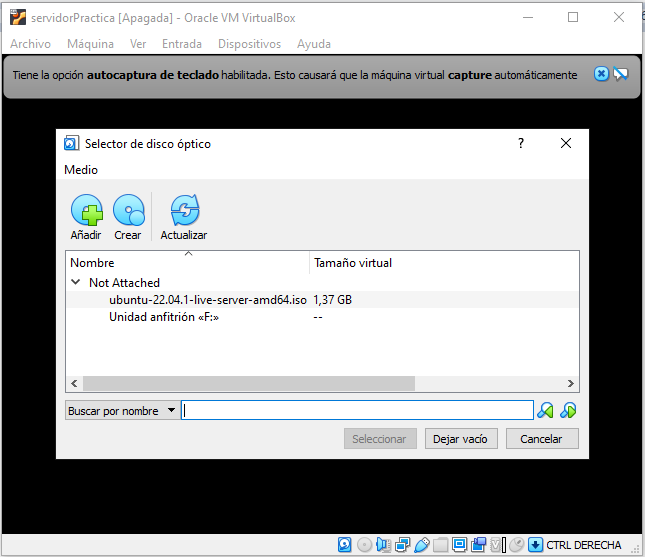 servidorPractica [Apagada] - Oracle VM VirtualBox
Archivo Máquina Ver Entrada Dispositivos Ayuda
Tiene la opción autocaptura de teclado habilitada. Esto causará que la máquina virtual capture automáticamente
Selector de disco óptico
Medio
Añadir Crear Actualizar
Nombre Tamaño virtual
Not Attached
ubuntu-22.04.1-live-server-amd64.iso 1,37 GB
Unidad anfitrión «F:» --
Buscar por nombre
Seleccionar Dejar vacío Cancelar
CTRL DERECHA